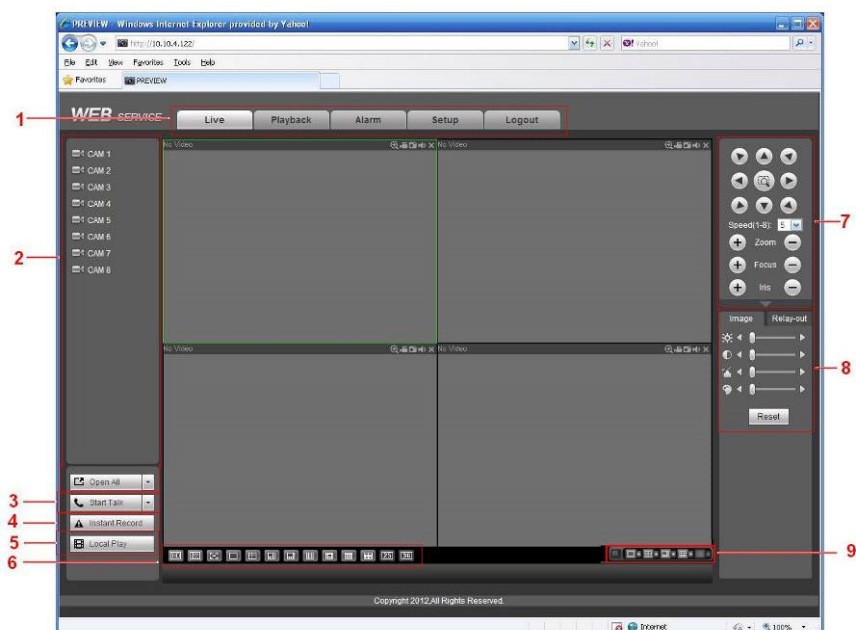 PREVIEW - Windows Internet Explorer provided by Yahoo!
http://10.10.4.122/
Yahoo!
File Edit View Favorites Tools Help
Favorites PREVIEW
WEB SERVICE
1
Live Playback Alarm Setup Logout
2
CAM 1
CAM 2
CAM 3
CAM 4
CAM 5
CAM 6
CAM 7
CAM 8
No Video
No Video
No Video
No Video
Speed(1-8): 5
7
Zoom
Focus
Iris
Image Relay-out
8
Reset
Open All
3
Start Talk
4
Instant Record
5
Local Play
6
9
Copyright 2012,All Rights Reserved.
Internet 100%